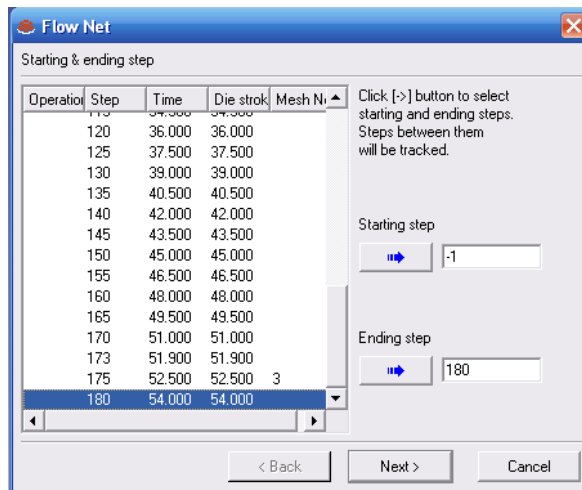 Flow Net
Starting & ending step
Operation Step Time Die strok Mesh N
120 36.000 36.000
125 37.500 37.500
130 39.000 39.000
135 40.500 40.500
140 42.000 42.000
145 43.500 43.500
150 45.000 45.000
155 46.500 46.500
160 48.000 48.000
165 49.500 49.500
170 51.000 51.000
173 51.900 51.900
175 52.500 52.500 3
180 54.000 54.000
Click [->] button to select
starting and ending steps.
Steps between them
will be tracked.
Starting step
-1
Ending step
180
< Back Next > Cancel